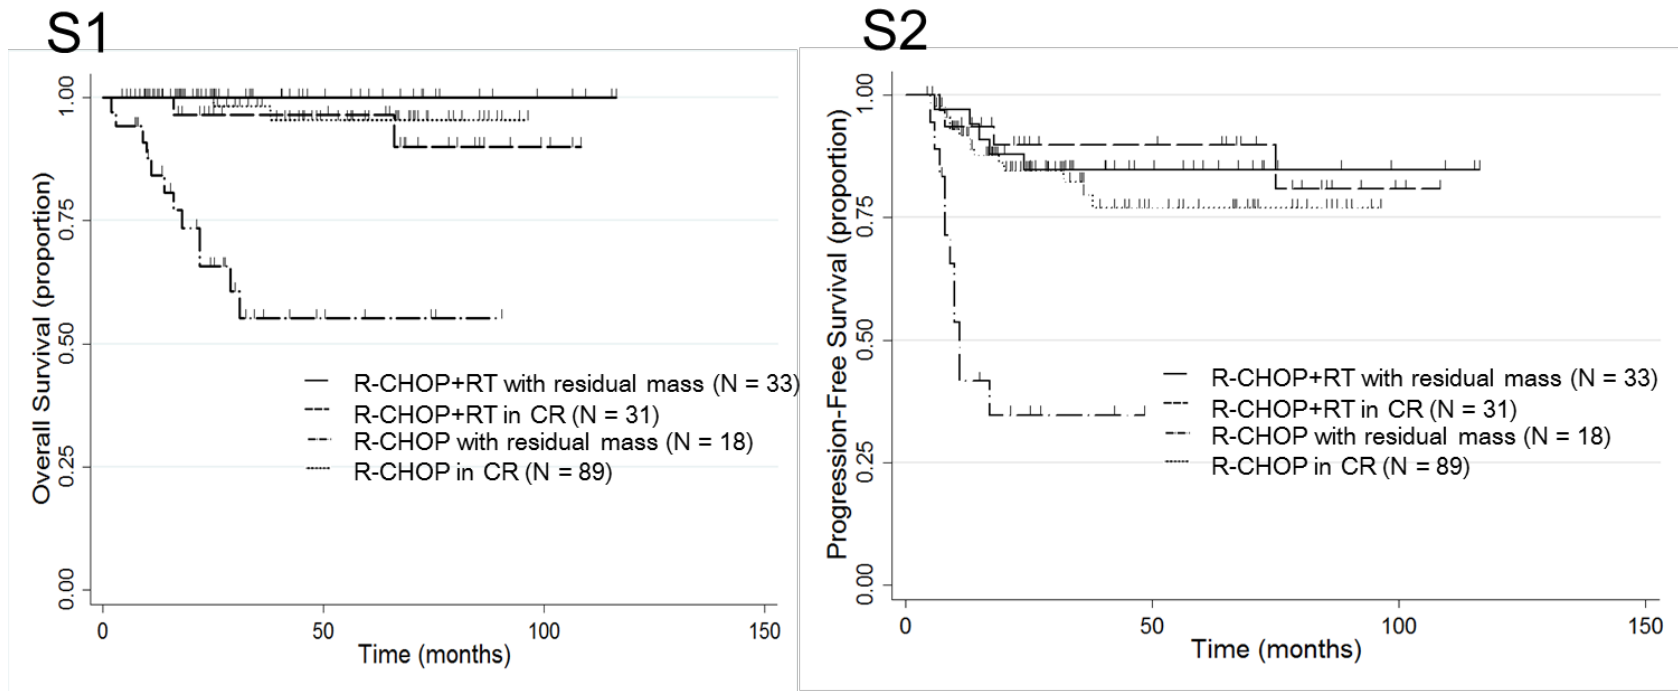 S1
Overall Survival (proportion)
1.00
0.75
0.50
0.25
0.00
R-CHOP+RT with residual mass (N = 33)
R-CHOP+RT in CR (N = 31)
R-CHOP with residual mass (N = 18)
R-CHOP in CR (N = 89)
0 50 100 150
Time (months)
S2
Progression-Free Survival (proportion)
1.00
0.75
0.50
0.25
0.00
R-CHOP+RT with residual mass (N = 33)
R-CHOP+RT in CR (N = 31)
R-CHOP with residual mass (N = 18)
R-CHOP in CR (N = 89)
0 50 100 150
Time (months)